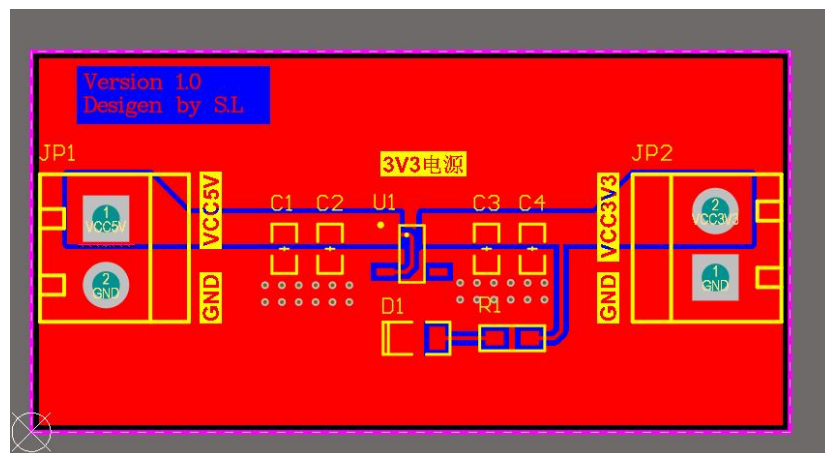 Version 1.0
Desigen by S.L
JP1
3V3电源
JP2
VCC5V
C1
C2
U1
C3
C4
VCC3V3
1
VCC5V
2
VCC3V3
2
GND
GND
GND
1
GND
D1
R1